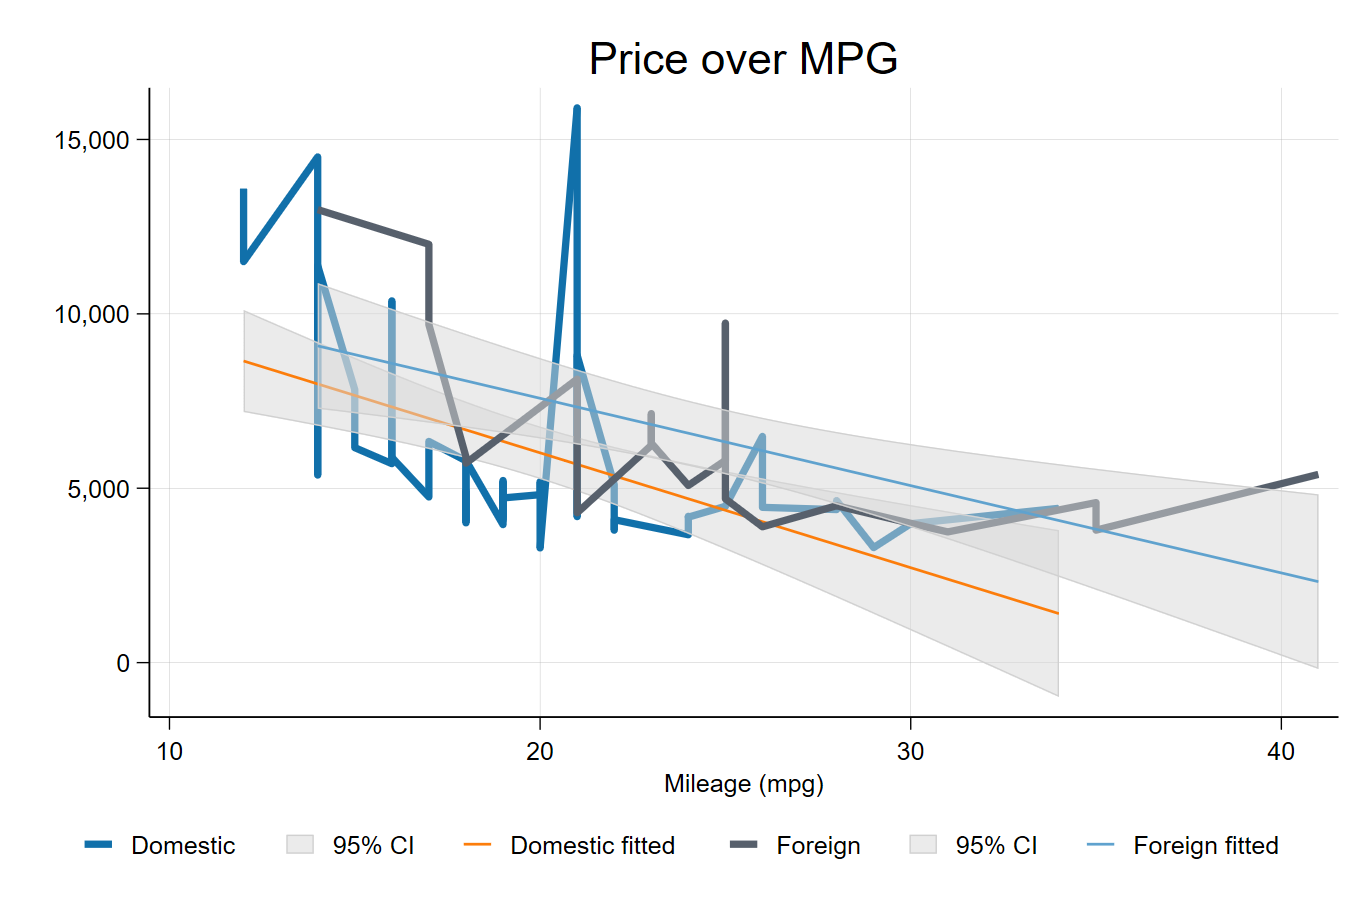 Price over MPG
15,000
10,000
5,000
0
10 20 30 40
Mileage (mpg)
Domestic 95% CI Domestic fitted Foreign 95% CI Foreign fitted